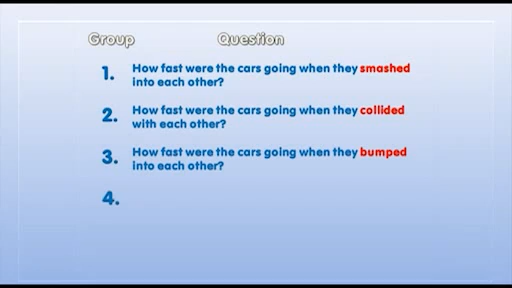 Group Question
1. How fast were the cars going when they smashed
into each other?
2. How fast were the cars going when they collided
with each other?
3. How fast were the cars going when they bumped
into each other?
4.